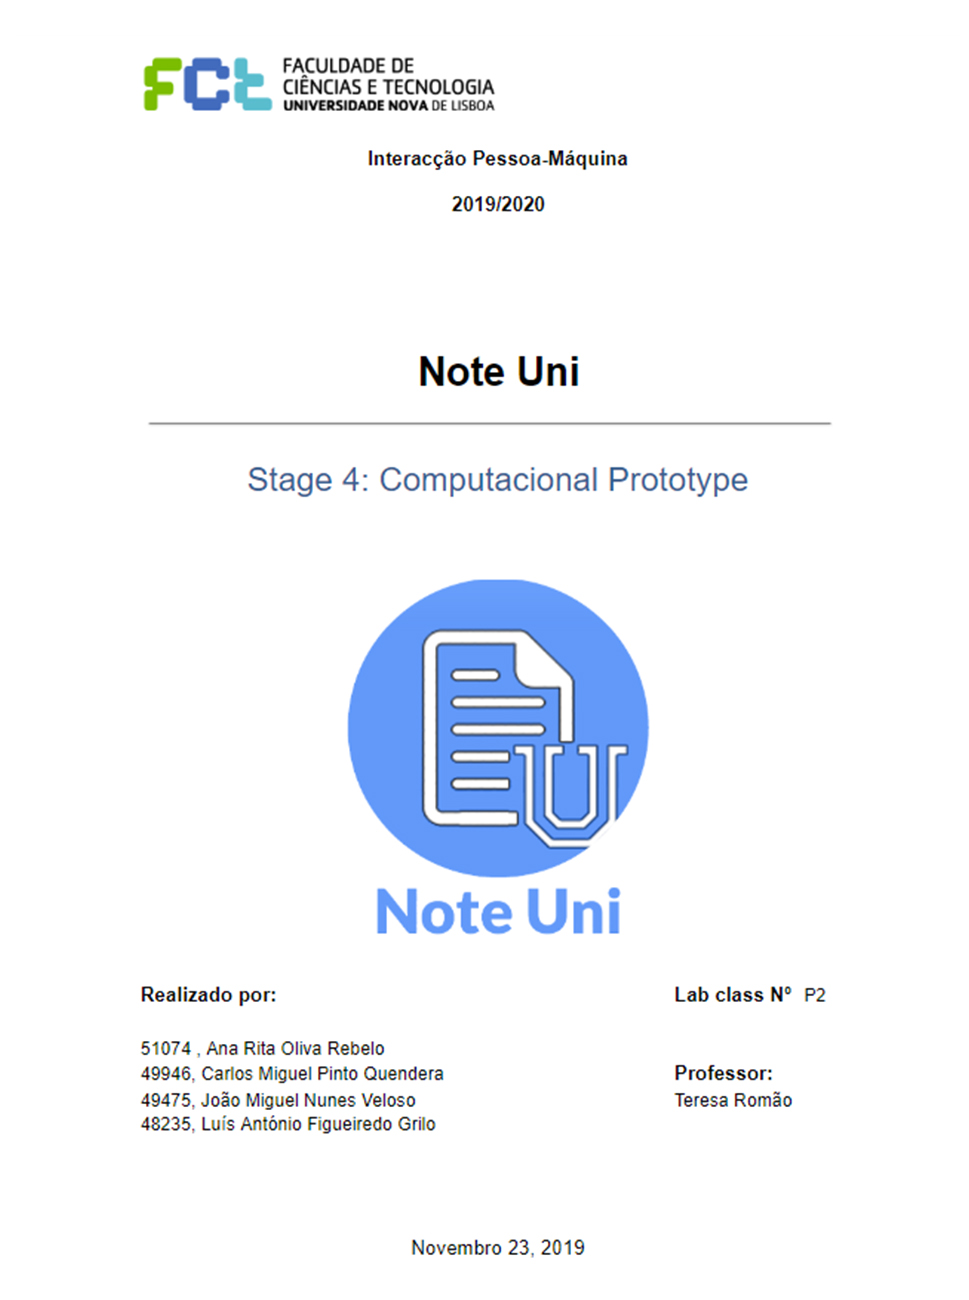 FCt
FACULDADE DE
CIÊNCIAS E TECNOLOGIA
UNIVERSIDADE NOVA DE LISBOA
Interacção Pessoa-Máquina
2019/2020
Note Uni
Stage 4: Computacional Prototype
U
Note Uni
Realizado por:
Lab class Nº P2
51074 , Ana Rita Oliva Rebelo
49946, Carlos Miguel Pinto Quendera
49475, João Miguel Nunes Veloso
48235, Luís António Figueiredo Grilo
Professor:
Teresa Romão
Novembro 23, 2019